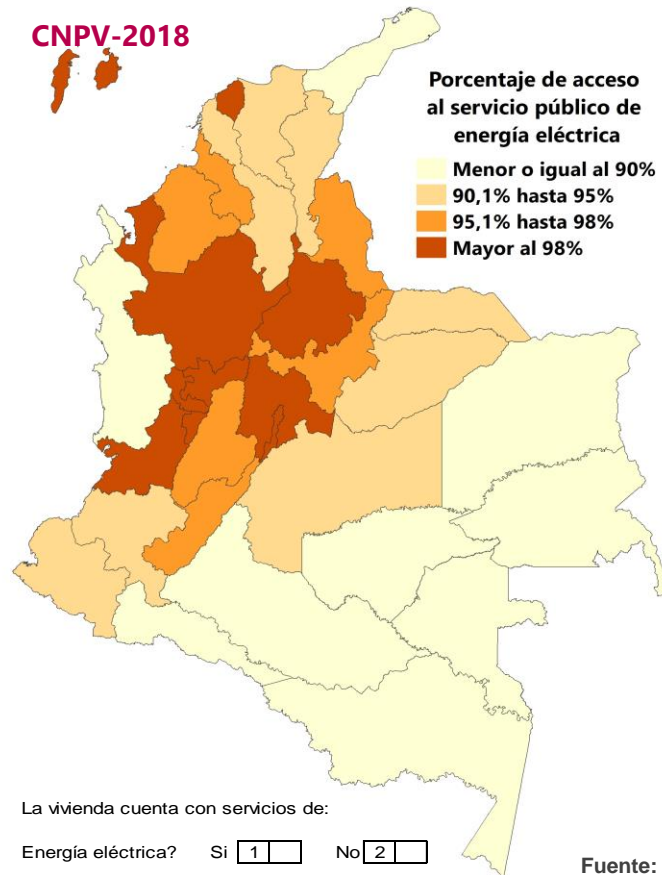 CNPV-2018
Porcentaje de acceso
al servicio público de
energía eléctrica
Menor o igual al 90%
90,1% hasta 95%
95,1% hasta 98%
Mayor al 98%
La vivienda cuenta con servicios de:
Energía eléctrica? Si 1 No 2
Fuente: